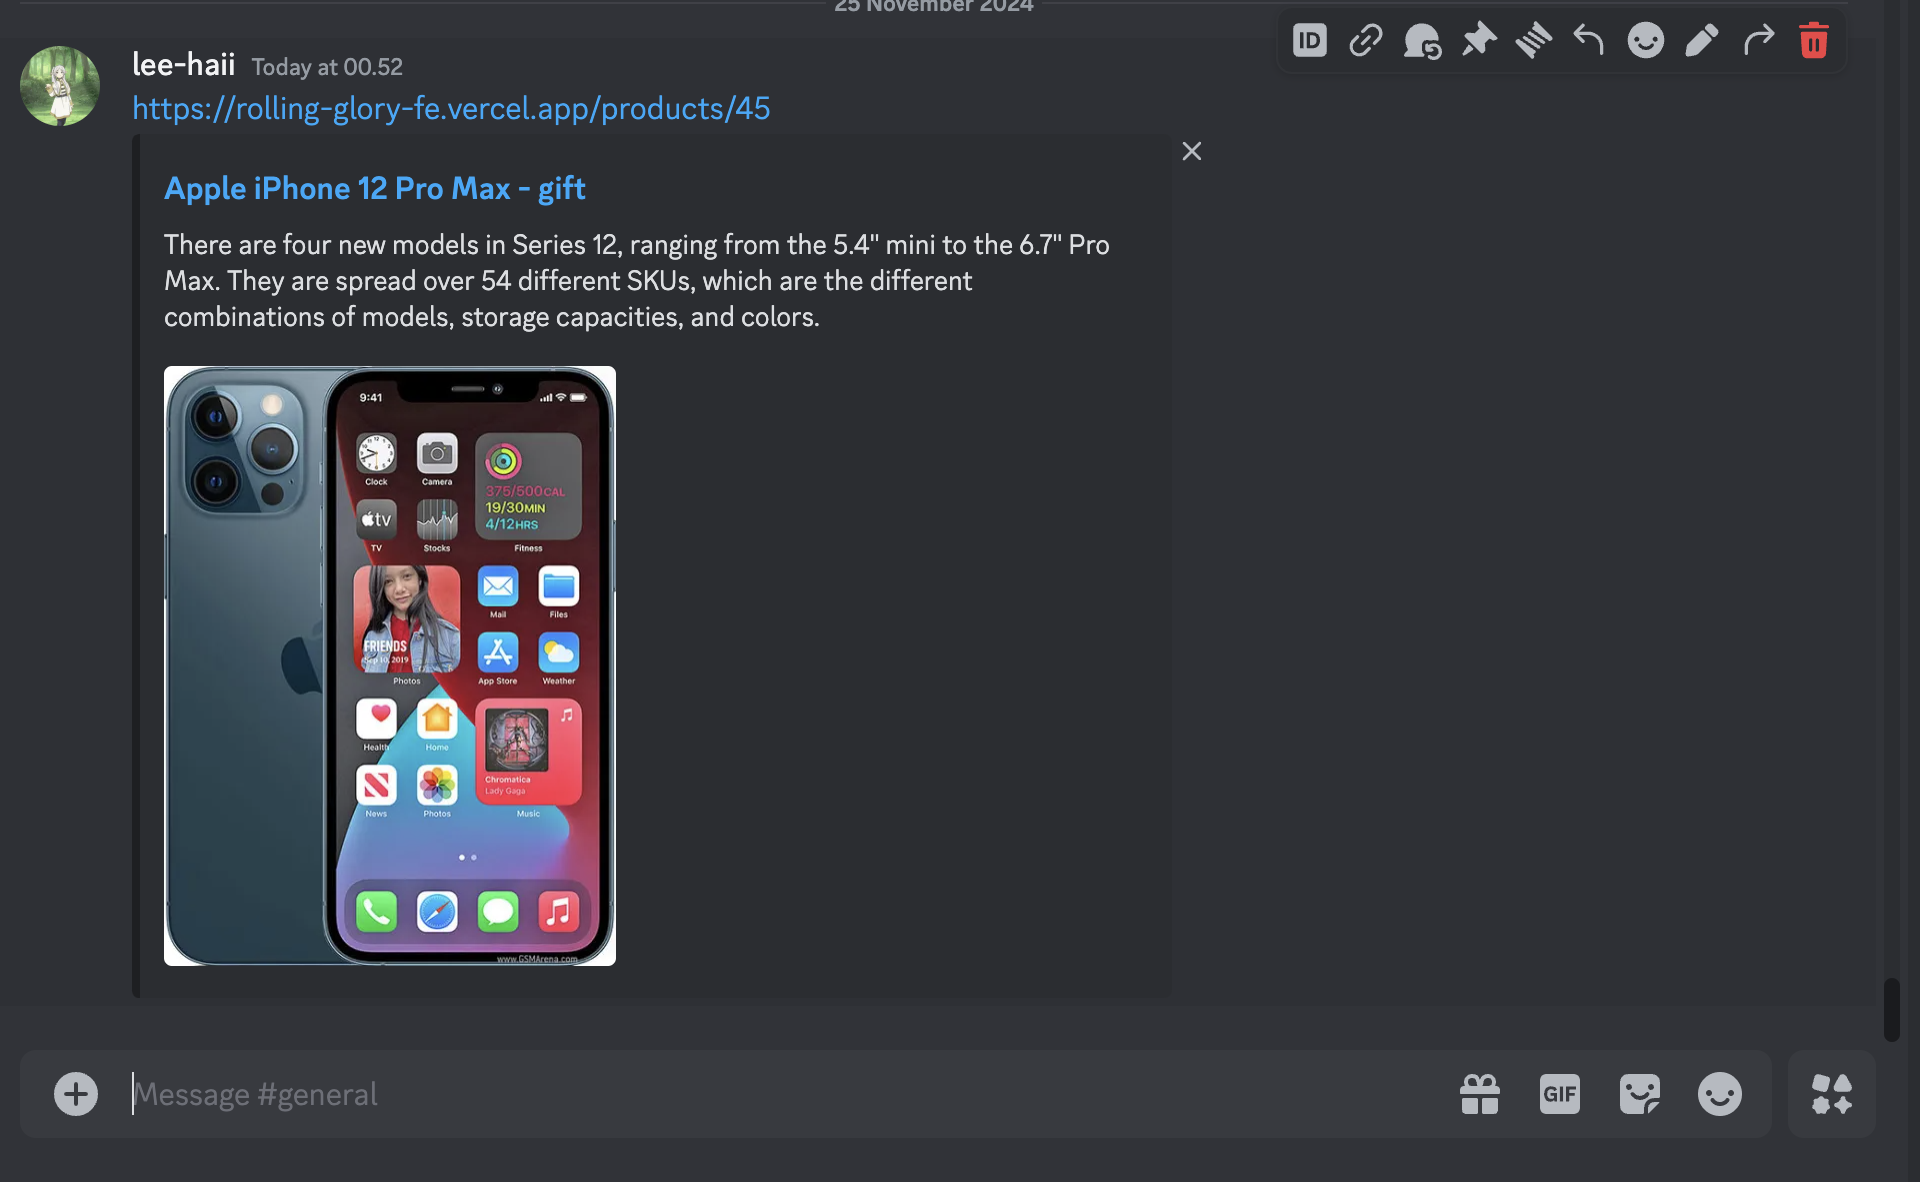 25 November 2024
ID
lee-haii Today at 00.52
https://rolling-glory-fe.vercel.app/products/45
Apple iPhone 12 Pro Max - gift
There are four new models in Series 12, ranging from the 5.4" mini to the 6.7" Pro
Max. They are spread over 54 different SKUs, which are the different
combinations of models, storage capacities, and colors.
9:41
Clock
Camera
375/500CAL
19/30MIN
4/12HRS
tv
TV
Stocks
Fitness
FRIENDS
Sep 10, 2019
Photos
Mail
Files
App Store
Weather
Health
Home
Chromatica
Lady Gaga
News
Photos
Music
www.GSMArena.com
Message #general
GIF